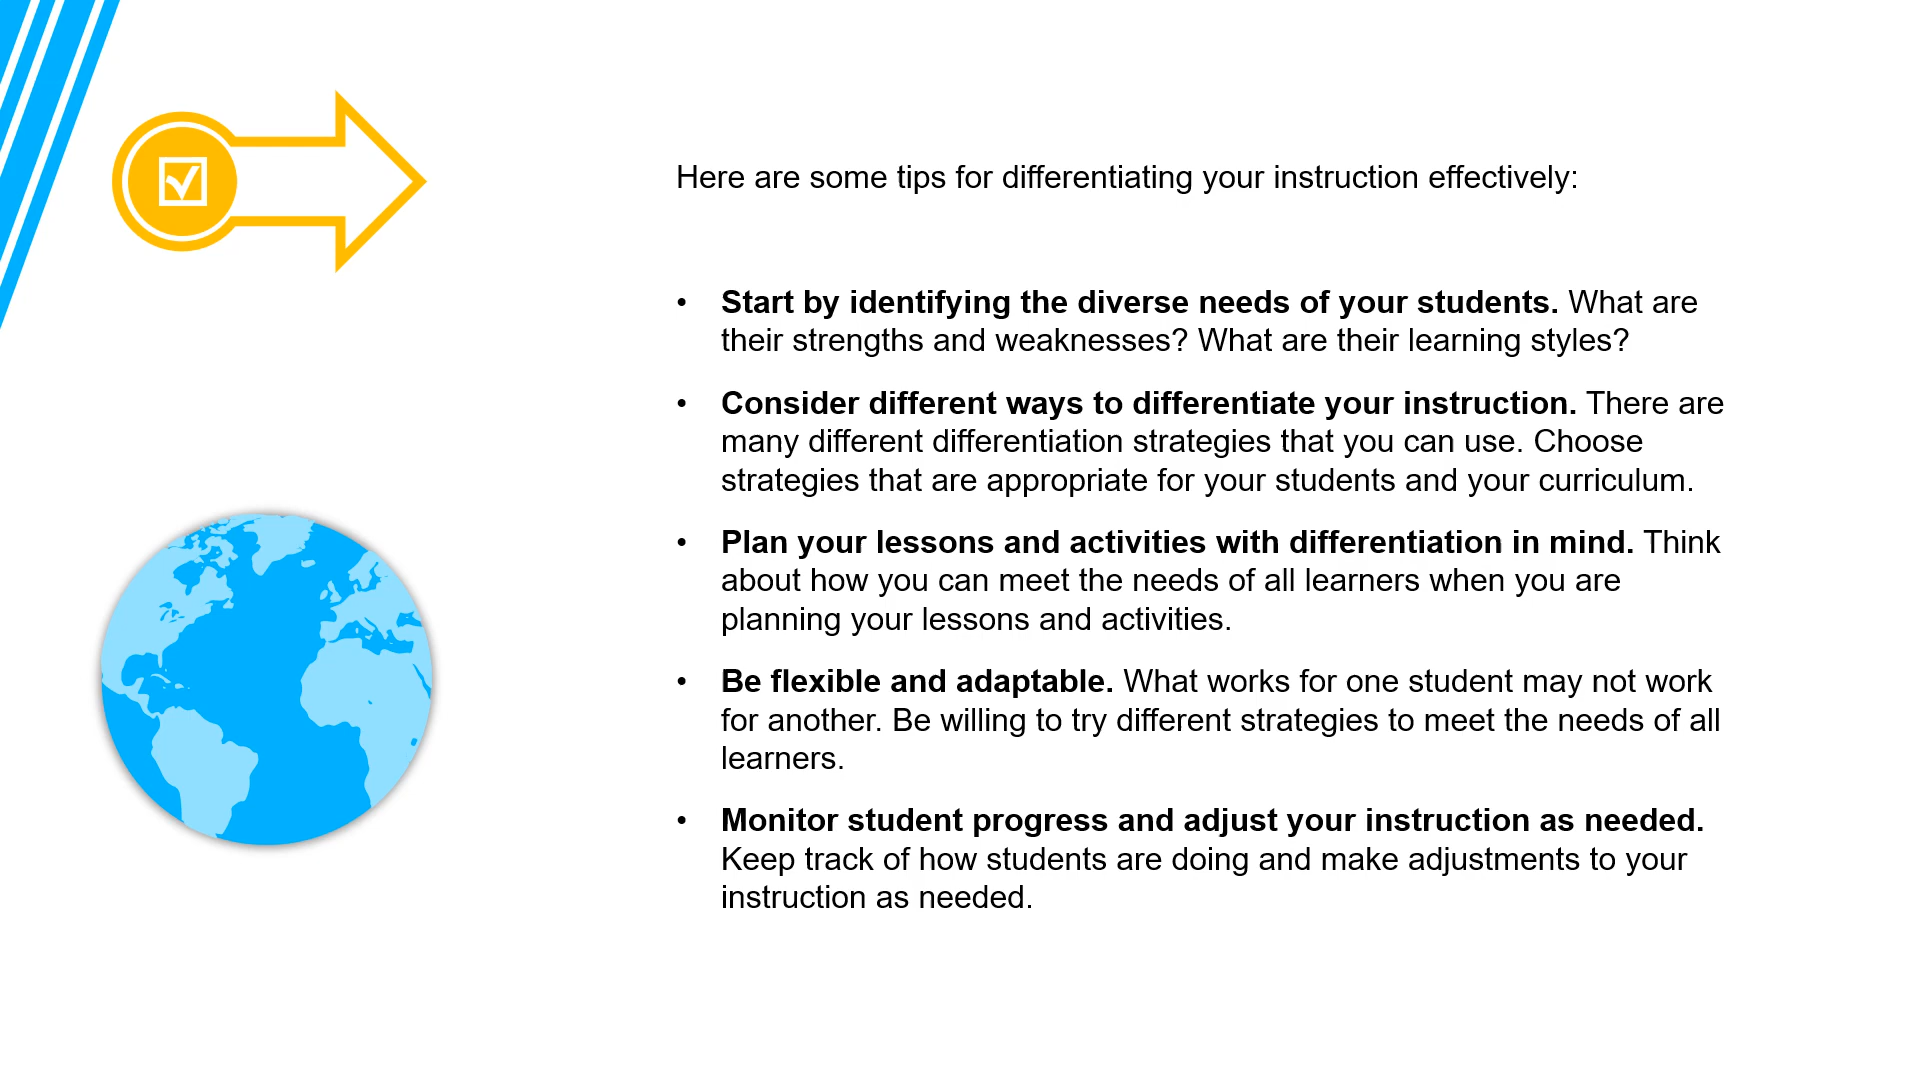 Here are some tips for differentiating your instruction effectively:
• Start by identifying the diverse needs of your students. What are
their strengths and weaknesses? What are their learning styles?
• Consider different ways to differentiate your instruction. There are
many different differentiation strategies that you can use. Choose
strategies that are appropriate for your students and your curriculum.
• Plan your lessons and activities with differentiation in mind. Think
about how you can meet the needs of all learners when you are
planning your lessons and activities.
• Be flexible and adaptable. What works for one student may not work
for another. Be willing to try different strategies to meet the needs of all
learners.
• Monitor student progress and adjust your instruction as needed.
Keep track of how students are doing and make adjustments to your
instruction as needed.